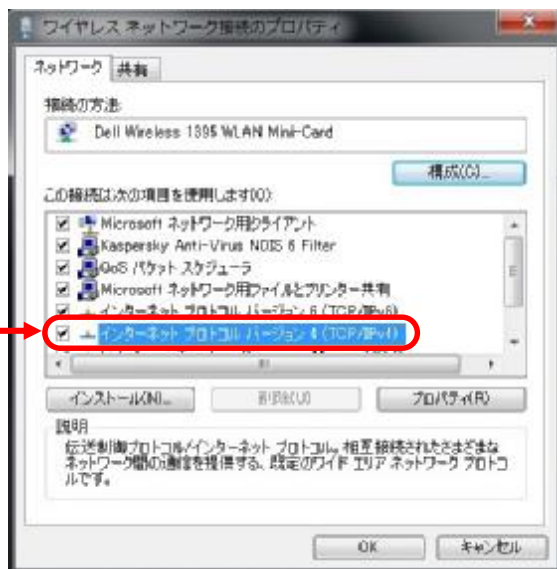 ワイヤレス ネットワーク接続のプロパティ
ネットワーク 共有
接続の方法:
Dell Wireless 1395 WLAN Mini-Card
構成(C)...
この接続は次の項目を使用します(O):
Microsoft ネットワーク用クライアント
Kaspersky Anti-Virus NDIS 6 Filter
QoS パケット スケジューラ
Microsoft ネットワーク用ファイルとプリンター共有
インターネット プロトコル バージョン 6 (TCP/IPv6)
インターネット プロトコル バージョン 4 (TCP/IPv4)
インストール(N)... 削除(U) プロパティ(R)
説明
伝送制御プロトコル/インターネット プロトコル。相互接続されたさまざまな
ネットワーク間の通信を提供する、既定のワイド エリア ネットワーク プロトコ
ルです。
OK キャンセル